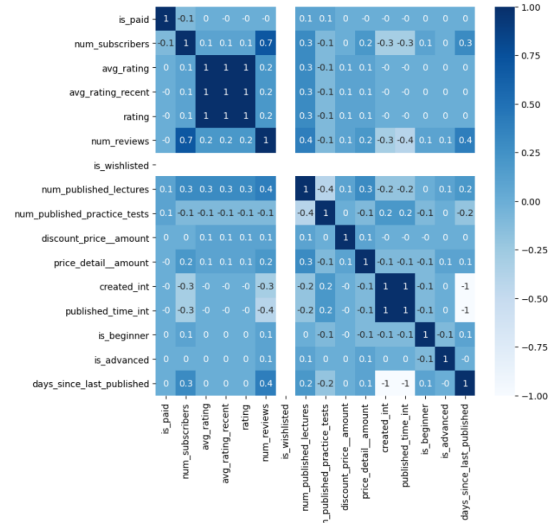 is_paid 1 -0.1 0 -0 -0 -0 0.1 0.1 0 -0 -0 -0 0 0 0
num_subscribers -0.1 1 0.1 0.1 0.1 0.7 0.3 -0.1 0 0.2 -0.3 -0.3 0.1 0 0.3
avg_rating 0 0.1 1 1 1 0.2 0.3 -0.1 0.1 0.1 -0 -0 0 0 0
avg_rating_recent -0 0.1 1 1 1 0.2 0.3 -0.1 0.1 0.1 -0 -0 0 0 0
rating -0 0.1 1 1 1 0.2 0.3 -0.1 0.1 0.1 -0 -0 0 0 0
num_reviews -0 0.7 0.2 0.2 0.2 1 0.4 -0.1 0.1 0.2 -0.3 -0.4 0.1 0.1 0.4
is_wishlisted
num_published_lectures 0.1 0.3 0.3 0.3 0.3 0.4 1 -0.4 0.1 0.3 -0.2 -0.2 0 0.1 0.2
num_published_practice_tests 0.1 -0.1 -0.1 -0.1 -0.1 -0.1 -0.4 1 0 -0.1 0.2 0.2 -0.1 -0 -0.2
discount_price__amount 0 0 0.1 0.1 0.1 0.1 0.1 0 1 0.1 -0 -0 -0 0 0
price_detail__amount -0 0.2 0.1 0.1 0.1 0.2 0.3 -0.1 0.1 1 -0.1 -0.1 -0.1 0 0.1
created_int -0 -0.3 -0 -0 -0 -0.3 -0.2 0.2 -0 -0.1 1 1 -0.1 -0 -1
published_time_int -0 -0.3 -0 -0 -0 -0.4 -0.2 0.2 -0 -0.1 1 1 -0.1 -0 -1
is_beginner 0 0.1 0 0 0 0.1 0 -0.1 -0 -0.1 -0.1 -0.1 1 -0.1 0.1
is_advanced 0 0 0 0 0 0.1 0.1 -0 0 0 -0 -0 -0.1 1 -0
days_since_last_published 0 0.3 0 0 0 0.4 0.2 -0.2 0 0.1 -1 -1 0.1 -0 1
is_paid
num_subscribers
avg_rating
avg_rating_recent
rating
num_reviews
is_wishlisted
num_published_lectures
m_published_practice_tests
discount_price__amount
price_detail__amount
created_int
published_time_int
is_beginner
is_advanced
days_since_last_published
1.00
0.75
0.50
0.25
0.00
−0.25
−0.50
−0.75
−1.00